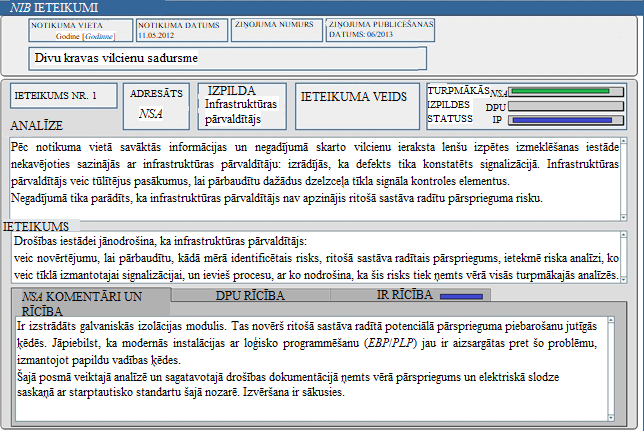 NIB IETEIKUMI
NOTIKUMA VIETA
Godine [Godinne]
NOTIKUMA DATUMS
11.05.2012
ZIŅOJUMA NUMURS
ZIŅOJUMA PUBLICĒŠANAS
DATUMS: 06/2013
Divu kravas vilcienu sadursme
IETEIKUMS NR. 1
ADRESĀTS
NSA
IZPILDA
Infrastruktūras
pārvaldītājs
IETEIKUMA VEIDS
TURPMĀKĀS
IZPILDES
STATUSS
NSA
DPU
IP
ANALĪZE
Pēc notikuma vietā savāktās informācijas un negadījumā skarto vilcienu ieraksta lenšu izpētes izmeklēšanas iestāde
nekavējoties sazinājās ar infrastruktūras pārvaldītāju: izrādījās, ka defekts tika konstatēts signalizācijā. Infrastruktūras
pārvaldītājs veic tūlītējus pasākumus, lai pārbaudītu dažādus dzelzceļa tīkla signāla kontroles elementus.
Negadījumā tika parādīts, ka infrastruktūras pārvaldītājs nav apzinājis ritošā sastāva radītu pārsprieguma risku.
IETEIKUMS
Drošības iestādei jānodrošina, ka infrastruktūras pārvaldītājs:
veic novērtējumu, lai pārbaudītu, kādā mērā identificētais risks, ritošā sastāva radītais pārspriegums, ietekmē riska analīzi, ko
veic tīklā izmantotajai signalizācijai, un ievieš procesu, ar ko nodrošina, ka šis risks tiek ņemts vērā visās turpmākajās analīzēs.
NSA KOMENTĀRI UN
RĪCĪBA
DPU RĪCĪBA
IR RĪCĪBA
Ir izstrādāts galvaniskās izolācijas modulis. Tas novērš ritošā sastāva radītā potenciālā pārsprieguma piebarošanu jutīgās
ķēdēs. Jāpiebilst, ka modernās instalācijas ar loģisko programmēšanu (EBP/PLP) jau ir aizsargātas pret šo problēmu,
izmantojot papildu vadības ķēdes.
Šajā posmā veiktajā analīzē un sagatavotajā drošības dokumentācijā ņemts vērā pārspriegums un elektriskā slodze
saskaņā ar starptautisko standartu šajā nozarē. Izvēršana ir sākusies.